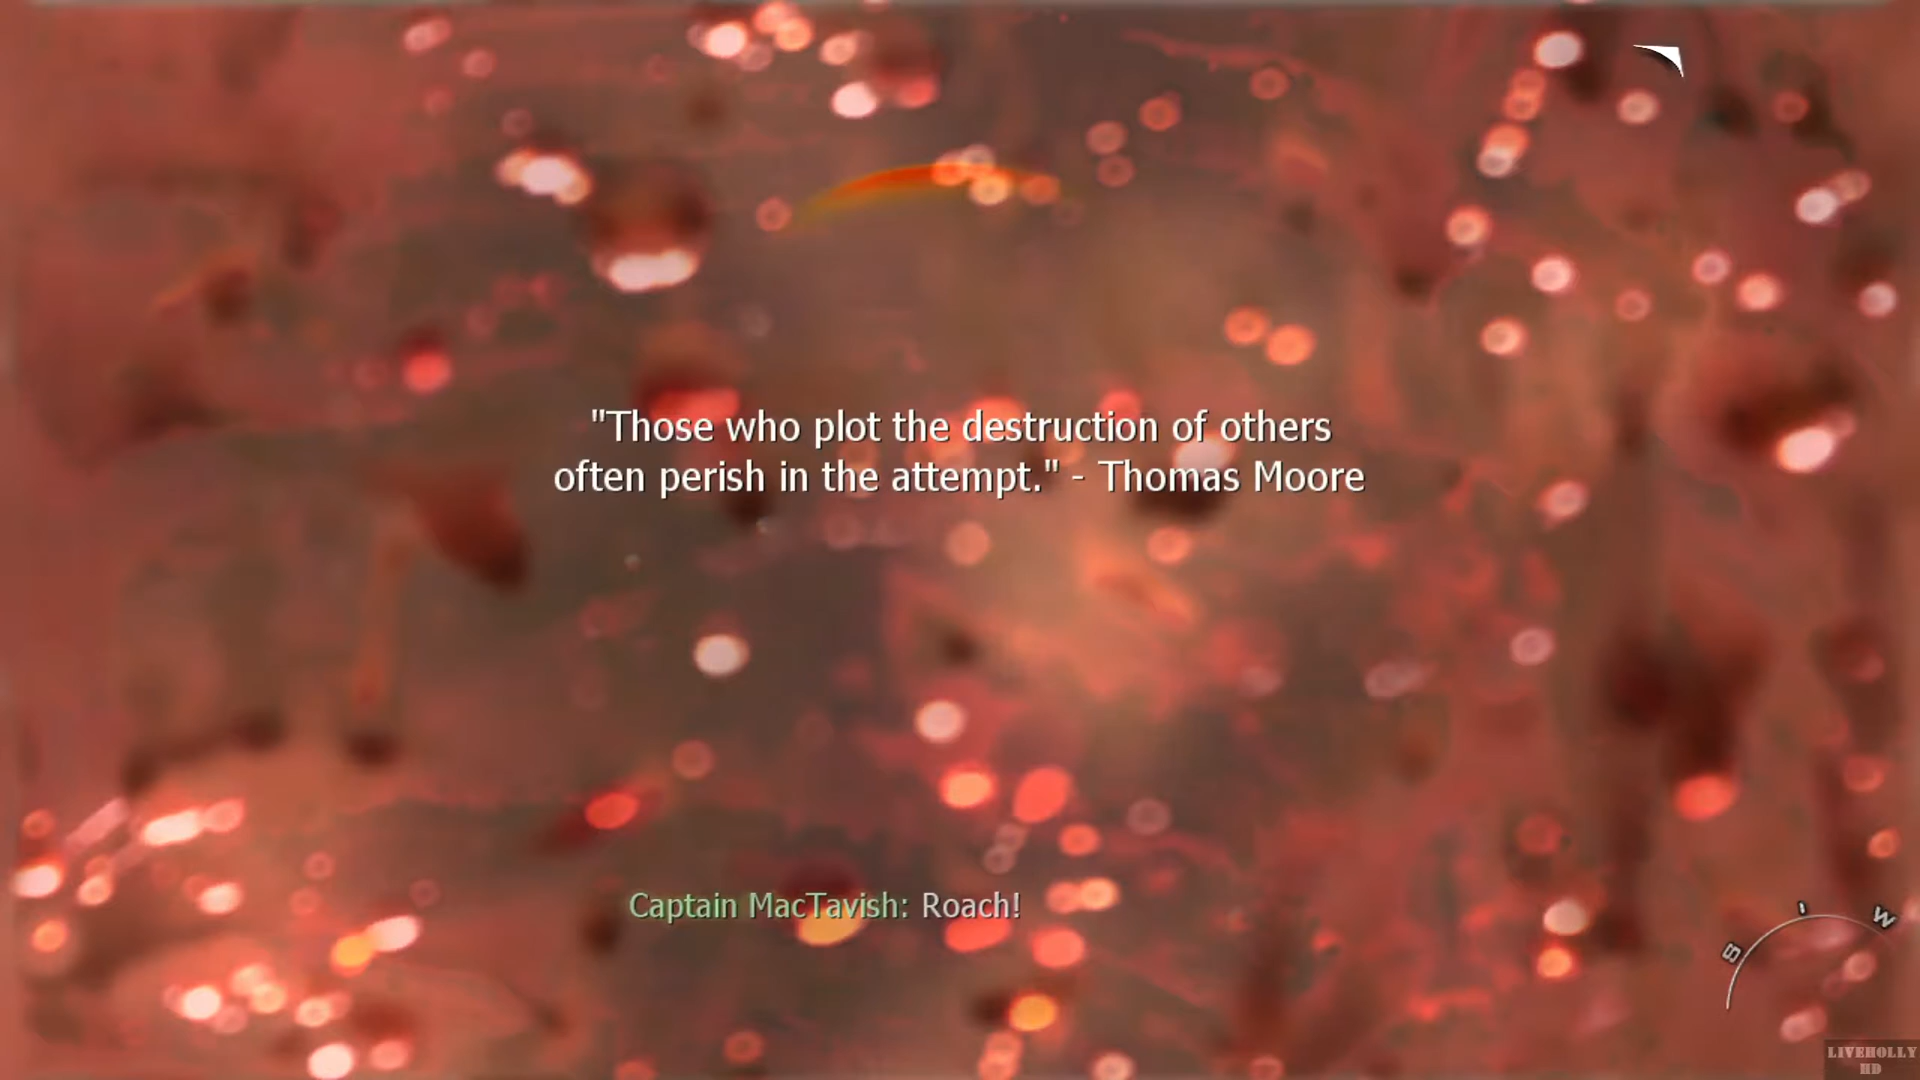 "Those who plot the destruction of others
often perish in the attempt." - Thomas Moore
Captain MacTavish: Roach!
S
W
LIVEHOLLY
HD